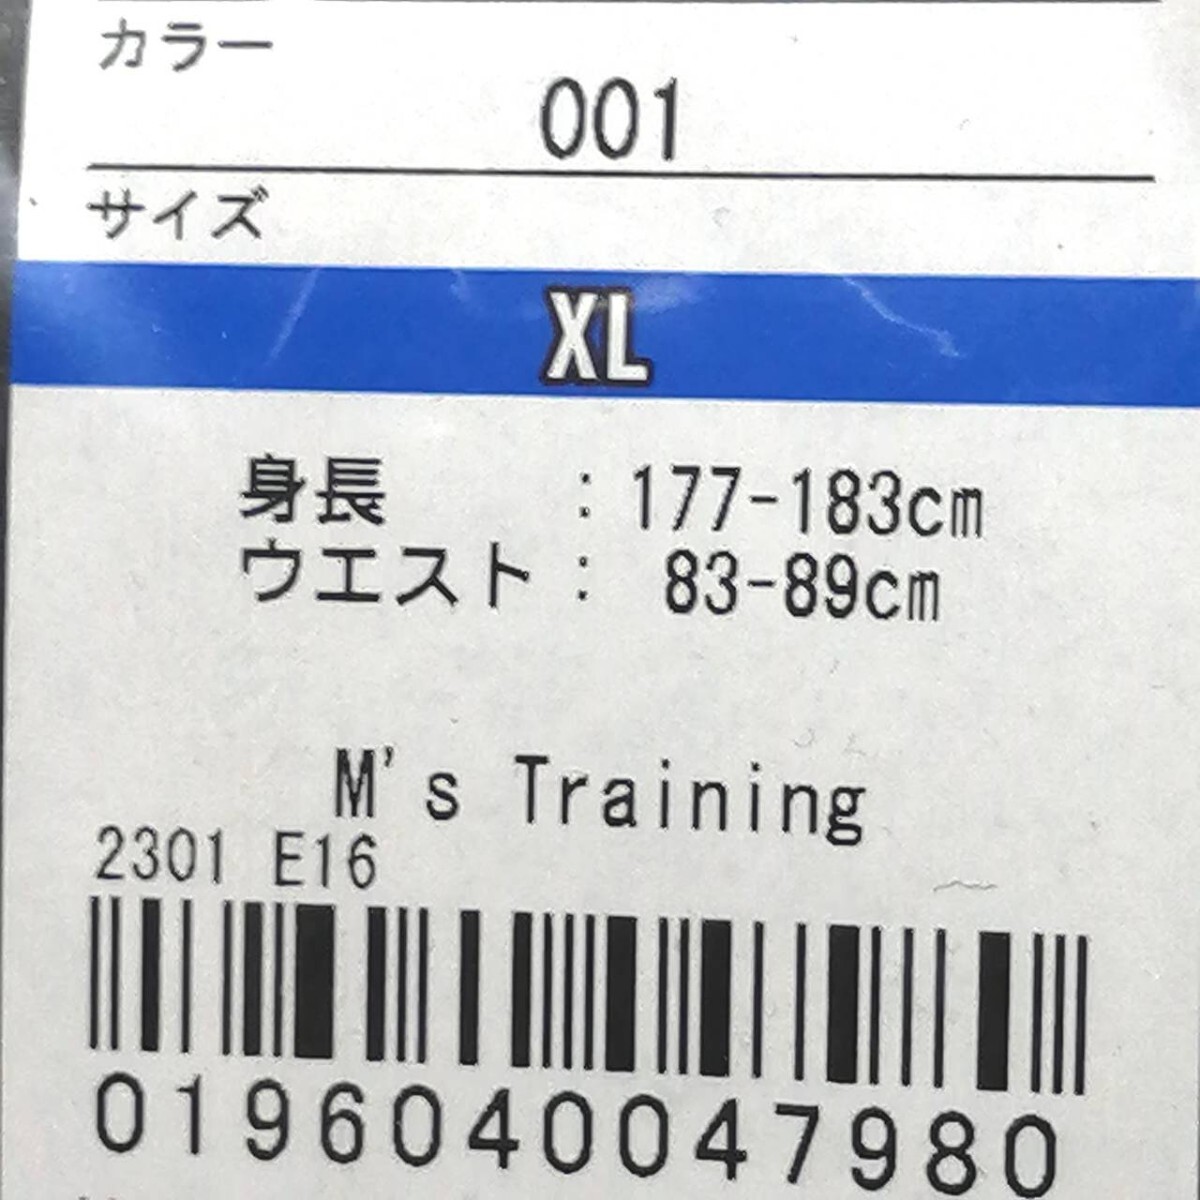 カラー
001
サイズ
XL
身長 : 177-183cm
ウエスト : 83-89cm
M's Training
2301 E16
0196040047980